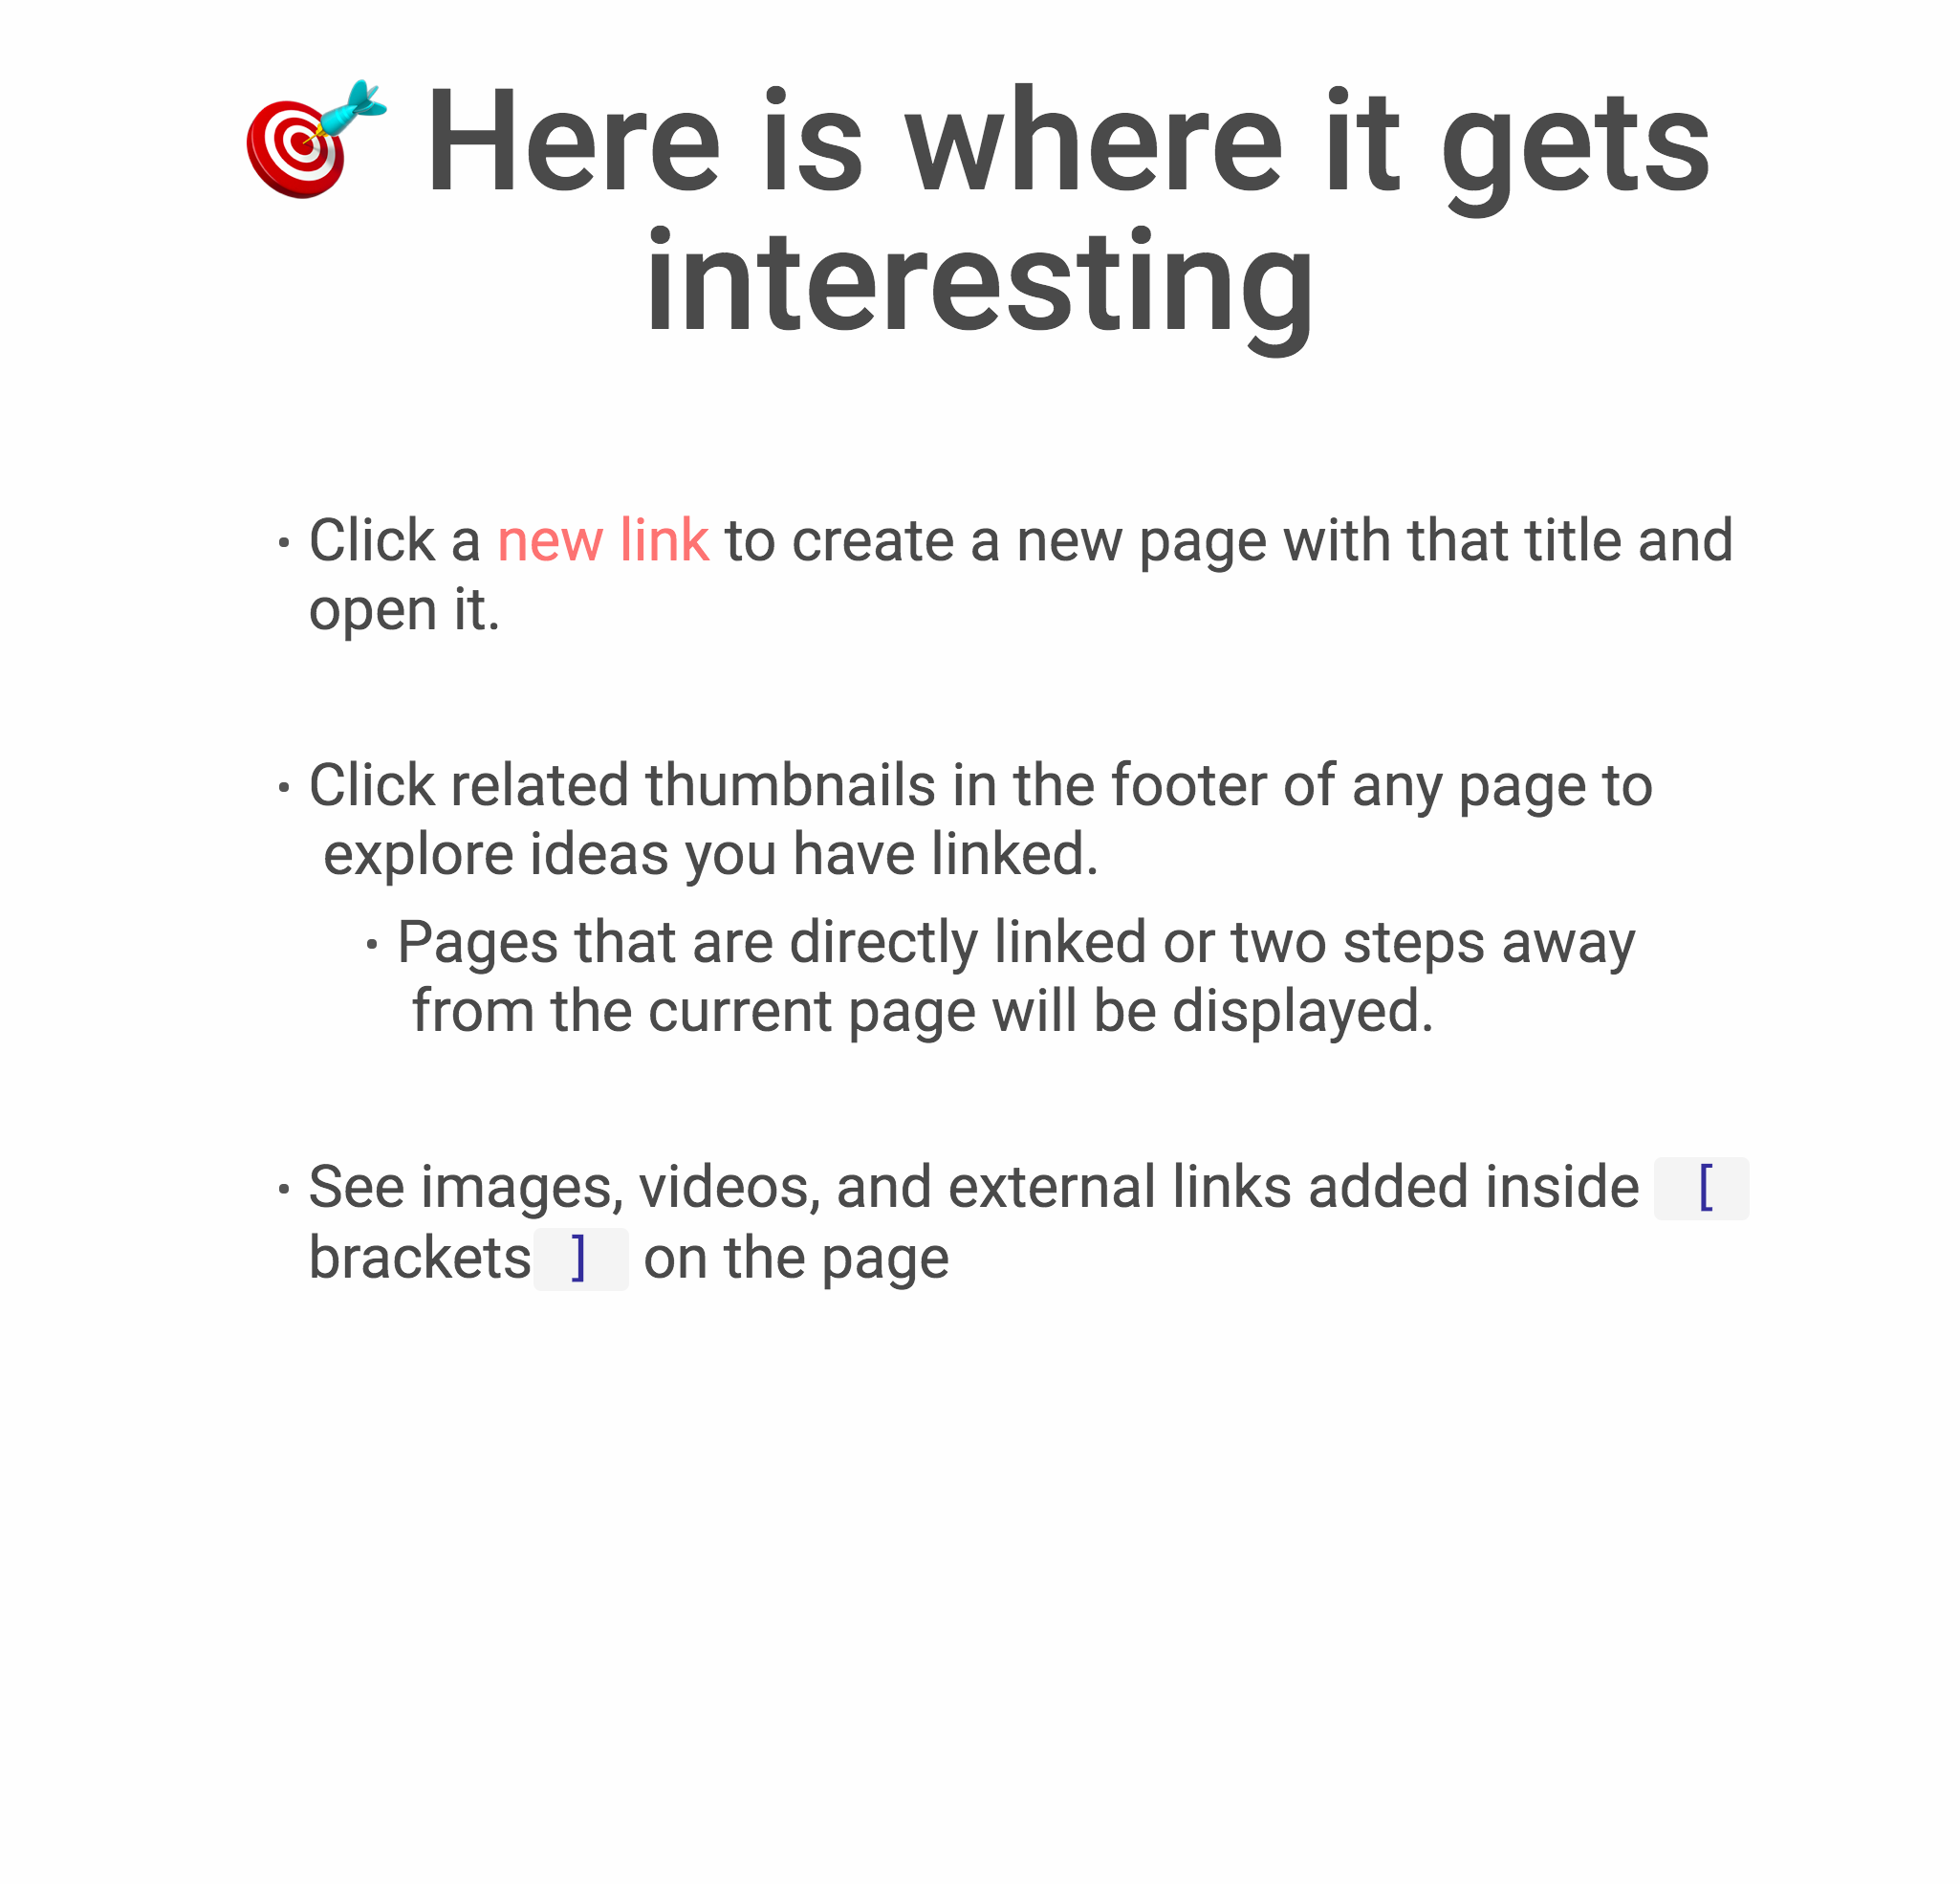 🎯 Here is where it gets
interesting
• Click a new link to create a new page with that title and
open it.
• Click related thumbnails in the footer of any page to
explore ideas you have linked.
• Pages that are directly linked or two steps away
from the current page will be displayed.
• See images, videos, and external links added inside [
brackets ] on the page